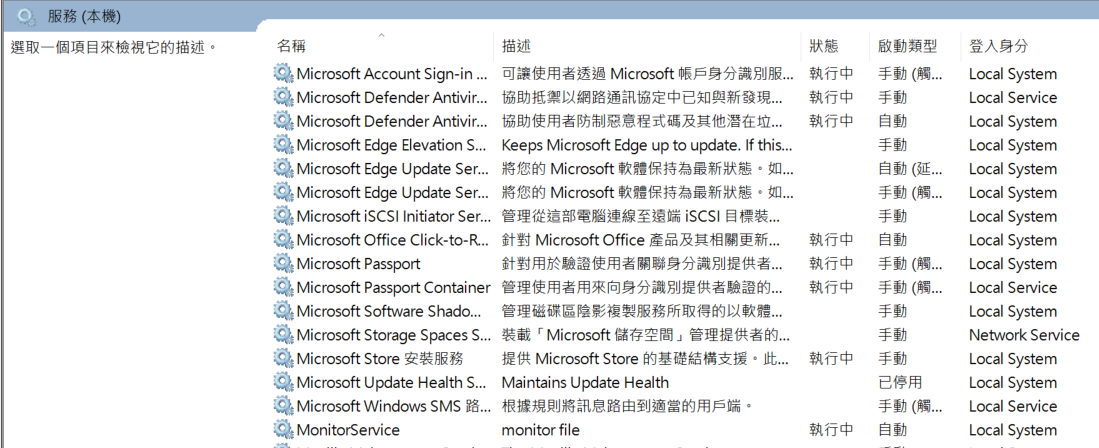 服務 (本機)
選取一個項目來檢視它的描述。
名稱 描述 狀態 啟動類型 登入身分
Microsoft Account Sign-in ... 可讓使用者透過 Microsoft 帳戶身分識別服... 執行中 手動 (觸... Local System
Microsoft Defender Antivir... 協助抵禦以網路通訊協定中已知與新發現... 執行中 手動 Local Service
Microsoft Defender Antivir... 協助使用者防制惡意程式碼及其他潛在垃... 執行中 自動 Local System
Microsoft Edge Elevation S... Keeps Microsoft Edge up to update. If this... 手動 Local System
Microsoft Edge Update Ser... 將您的 Microsoft 軟體保持為最新狀態。如... 自動 (延... Local System
Microsoft Edge Update Ser... 將您的 Microsoft 軟體保持為最新狀態。如... 手動 (觸... Local System
Microsoft iSCSI Initiator Ser... 管理從這部電腦連線至遠端 iSCSI 目標裝... 手動 Local System
Microsoft Office Click-to-R... 針對 Microsoft Office 產品及其相關更新... 執行中 自動 Local System
Microsoft Passport 針對用於驗證使用者關聯身分識別提供者... 執行中 手動 (觸... Local System
Microsoft Passport Container 管理使用者用來向身分識別提供者驗證的... 執行中 手動 (觸... Local Service
Microsoft Software Shado... 管理磁碟區陰影複製服務所取得的以軟體... 手動 Local System
Microsoft Storage Spaces S... 裝載「Microsoft 儲存空間」管理提供者的... 手動 Network Service
Microsoft Store 安裝服務 提供 Microsoft Store 的基礎結構支援。此... 執行中 手動 Local System
Microsoft Update Health S... Maintains Update Health 已停用 Local System
Microsoft Windows SMS 路... 根據規則將訊息路由到適當的用戶端。 手動 (觸... Local System
MonitorService monitor file 執行中 自動 Local System